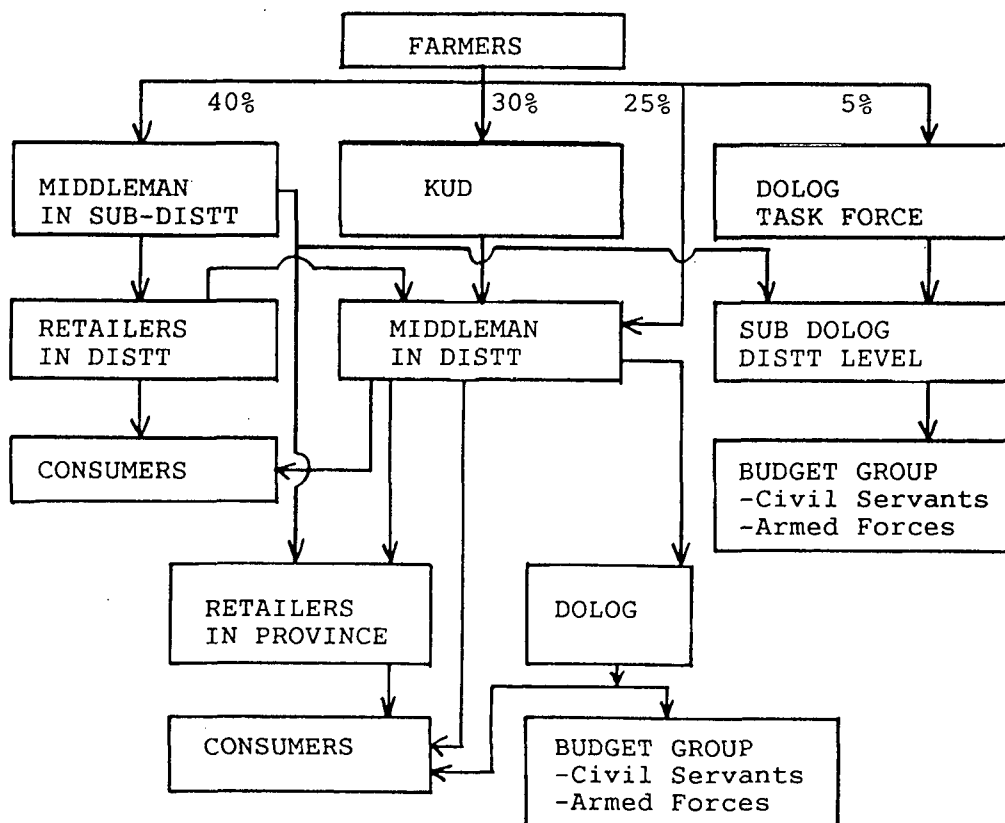 FARMERS
40%
30%
25%
5%
MIDDLEMAN
IN SUB-DISTT
KUD
DOLOG
TASK FORCE
RETAILERS
IN DISTT
MIDDLEMAN
IN DISTT
SUB DOLOG
DISTT LEVEL
CONSUMERS
BUDGET GROUP
-Civil Servants
-Armed Forces
RETAILERS
IN PROVINCE
DOLOG
CONSUMERS
BUDGET GROUP
-Civil Servants
-Armed Forces